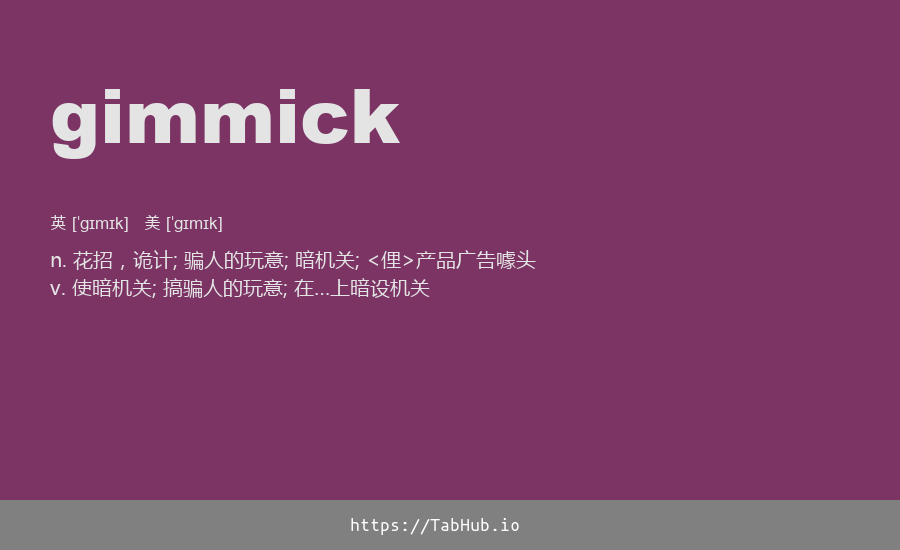 gimmick
英 [ˈɡɪmɪk] 美 [ˈɡɪmɪk]
n. 花招，诡计; 骗人的玩意; 暗机关; <俚>产品广告噱头
v. 使暗机关; 搞骗人的玩意; 在…上暗设机关
https://TabHub.io